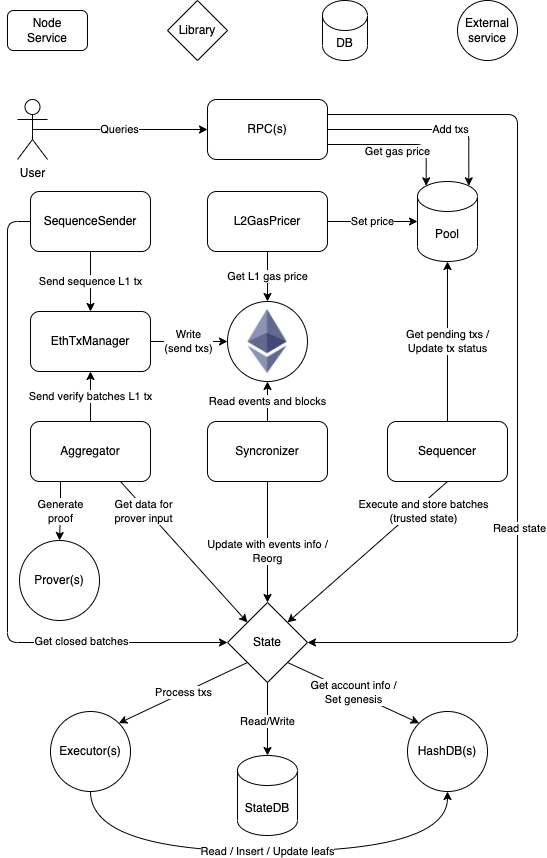 Node
Service
Library
DB
External
service
Queries
RPC(s)
Add txs
Get gas price
User
SequenceSender
L2GasPricer
Set price
Pool
Send sequence L1 tx
Get L1 gas price
EthTxManager
Write
(send txs)
Get pending txs /
Update tx status
Send verify batches L1 tx
Read events and blocks
Aggregator
Syncronizer
Sequencer
Generate
proof
Get data for
prover input
Execute and store batches
(trusted state)
Read state
Update with events info /
Reorg
Prover(s)
Get closed batches
State
Process txs
Get account info /
Set genesis
Read/Write
Executor(s)
HashDB(s)
StateDB
Read / Insert / Update leafs